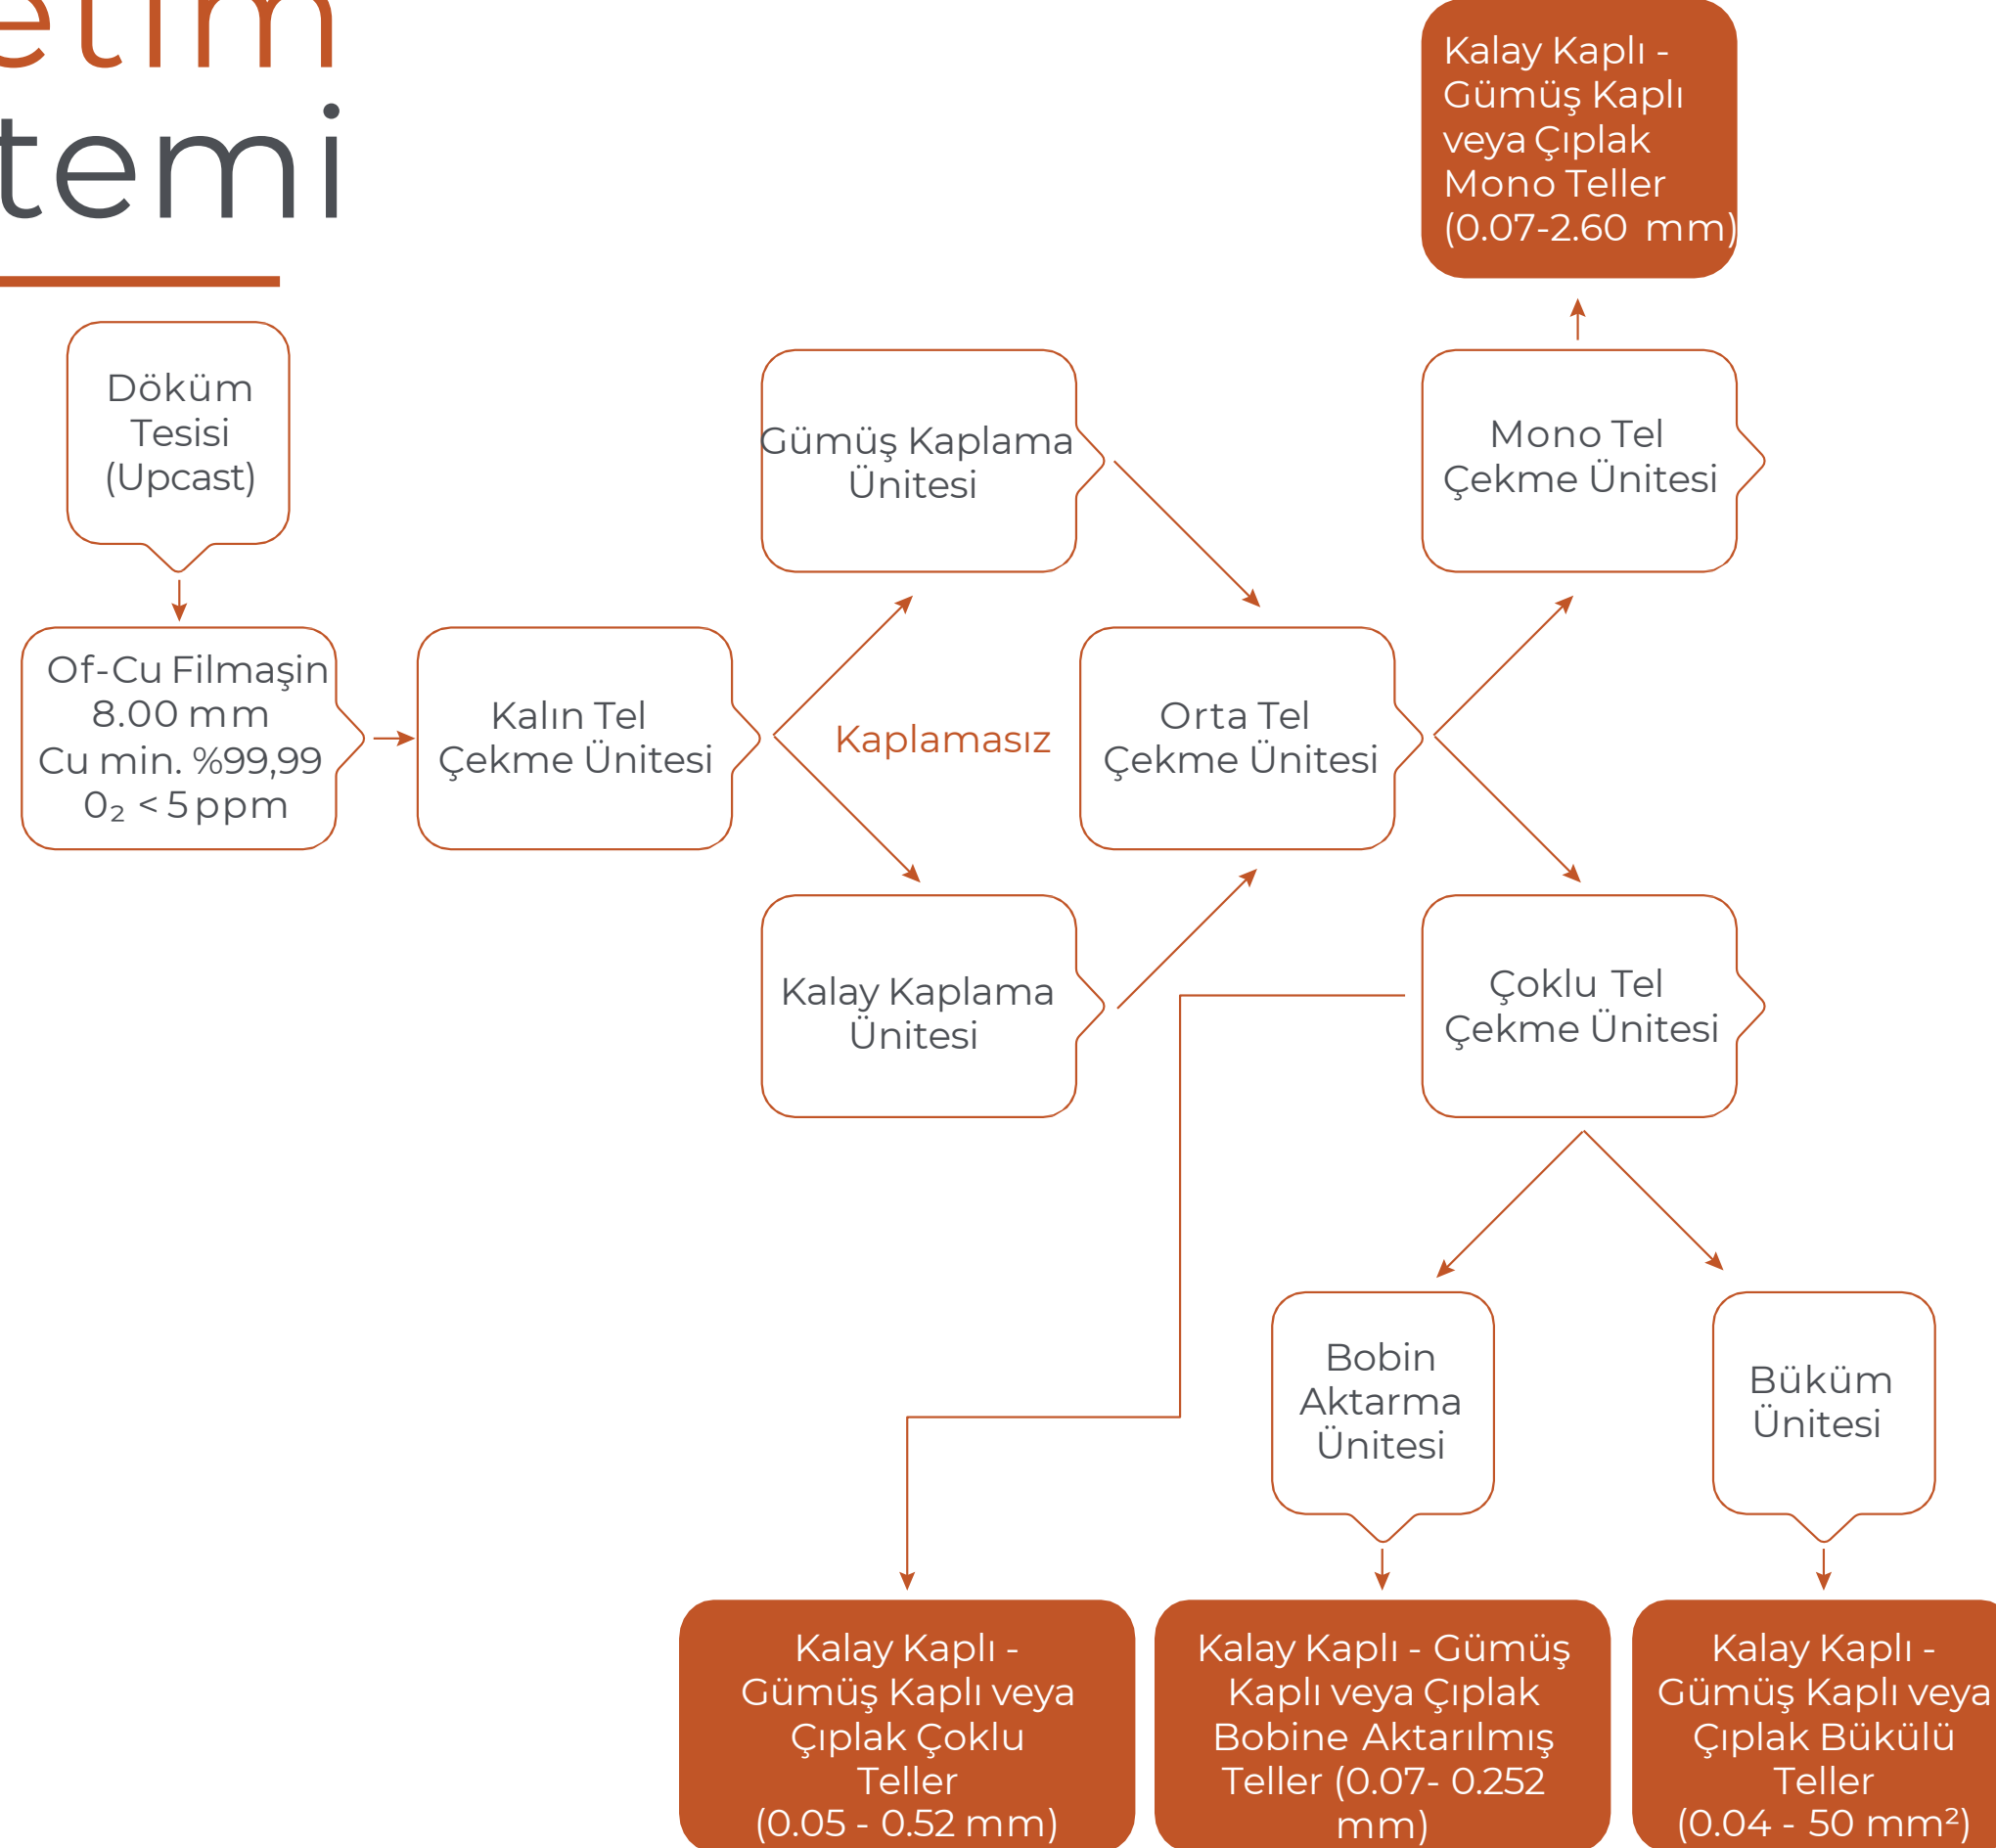 etim
temi
Kalay Kaplı -
Gümüş Kaplı
veya Çıplak
Mono Teller
(0.07-2.60 mm)
Döküm
Tesisi
(Upcast)
Gümüş Kaplama
Ünitesi
Mono Tel
Çekme Ünitesi
Of-Cu Filmaşin
8.00 mm
Cu min. %99,99
0₂ < 5 ppm
Kalın Tel
Çekme Ünitesi
Kaplamasız
Orta Tel
Çekme Ünitesi
Kalay Kaplama
Ünitesi
Çoklu Tel
Çekme Ünitesi
Bobin
Aktarma
Ünitesi
Büküm
Ünitesi
Kalay Kaplı -
Gümüş Kaplı veya
Çıplak Çoklu
Teller
(0.05 - 0.52 mm)
Kalay Kaplı - Gümüş
Kaplı veya Çıplak
Bobine Aktarılmış
Teller (0.07- 0.252
mm)
Kalay Kaplı -
Gümüş Kaplı veya
Çıplak Bükülü
Teller
(0.04 - 50 mm²)